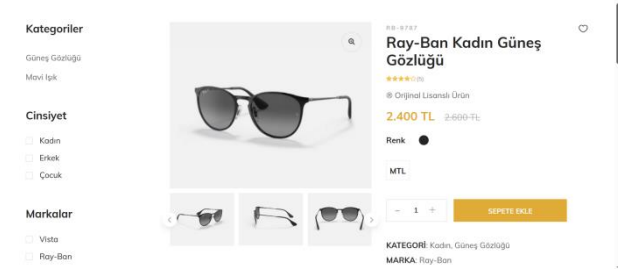 Kategoriler
Güneş Gözlüğü
Mavi Işık
Cinsiyet
Kadın
Erkek
Çocuk
Markalar
Vista
Ray-Ban
RB-8767
Ray-Ban Kadın Güneş
Gözlüğü
® Orijinal Lisanslı Ürün
2.400 TL 2.600 TL
Renk
MTL
- 1 +
SEPETE EKLE
KATEGORİ: Kadın, Güneş Gözlüğü
MARKA: Ray-Ban